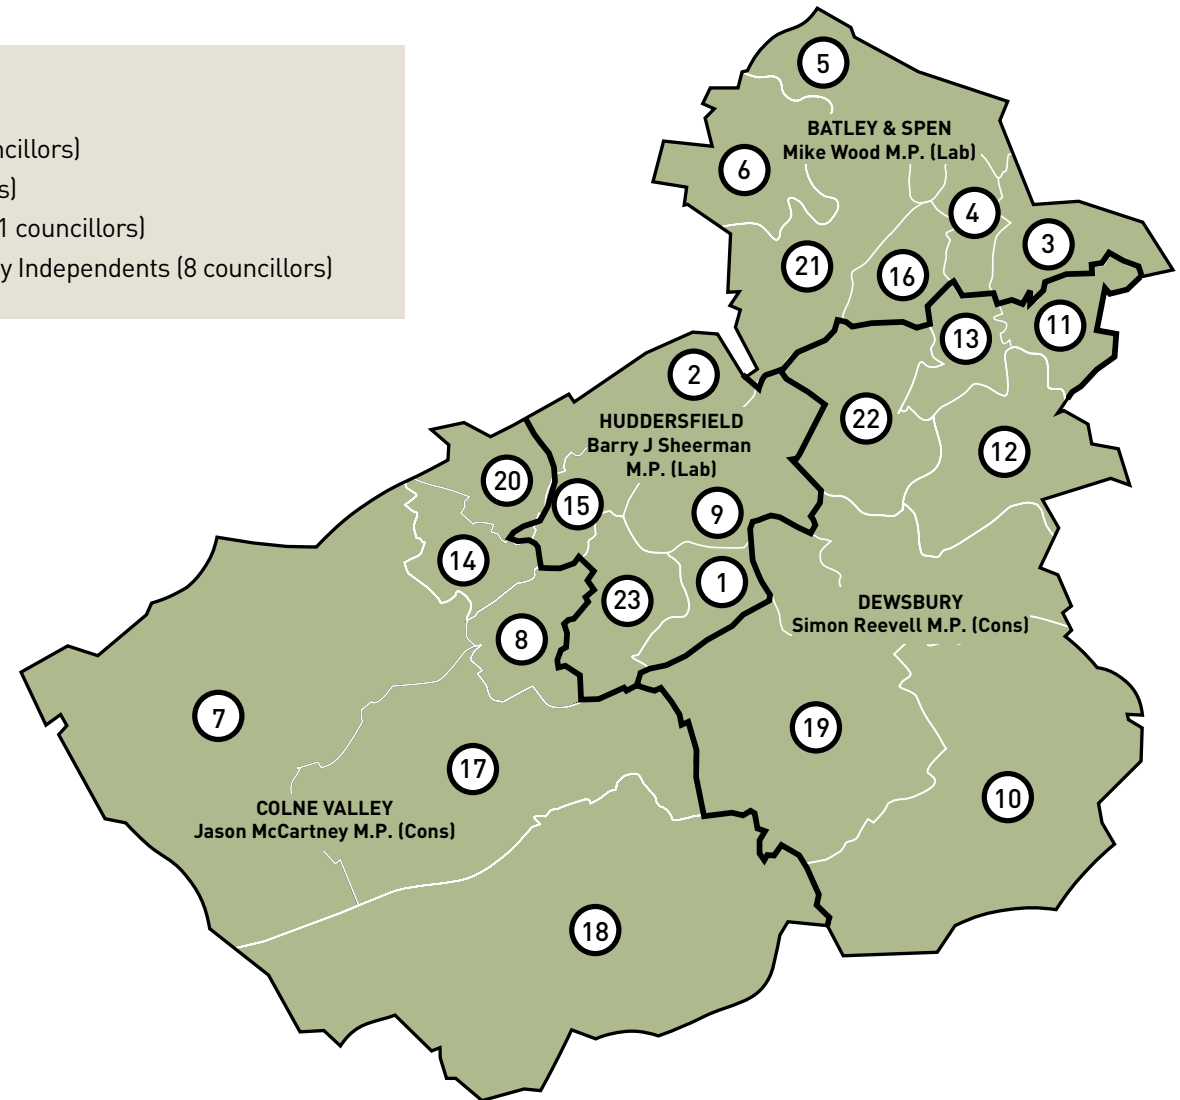 ncillors)
s)
1 councillors)
y Independents (8 councillors)
5
BATLEY & SPEN
Mike Wood M.P. (Lab)
6
4
3
21
16
11
13
2
22
HUDDERSFIELD
Barry J Sheerman
M.P. (Lab)
12
20
15
9
14
1
23
DEWSBURY
Simon Reevell M.P. (Cons)
8
7
19
17
10
COLNE VALLEY
Jason McCartney M.P. (Cons)
18